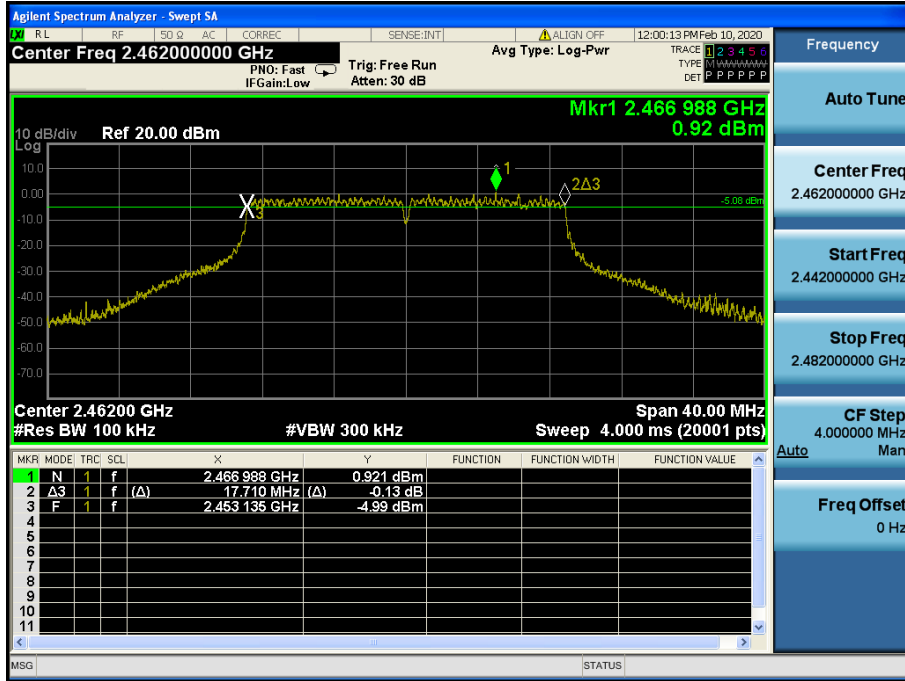 Agilent Spectrum Analyzer - Swept SA
LXI RL RF 50 Ω AC CORREC SENSE:INT ALIGN OFF 12:00:13 PM Feb 10, 2020
Center Freq 2.462000000 GHz
PNO: Fast
IFGain:Low
Trig: Free Run
Atten: 30 dB
Avg Type: Log-Pwr
TRACE 1 2 3 4 5 6
TYPE M WWWWW
DET P P P P P P
Mkr1 2.466 988 GHz
0.92 dBm
10 dB/div Ref 20.00 dBm
Log
10.0
0.00
-10.0
-20.0
-30.0
-40.0
-50.0
-60.0
-70.0
1
2Δ3
3
-5.08 dBm
Center 2.46200 GHz Span 40.00 MHz
#Res BW 100 kHz #VBW 300 kHz Sweep 4.000 ms (20001 pts)
MKR MODE TRC SCL X Y FUNCTION FUNCTION WIDTH FUNCTION VALUE
1 N 1 f 2.466 988 GHz 0.921 dBm
2 Δ3 1 f (Δ) 17.710 MHz (Δ) -0.13 dB
3 F 1 f 2.453 135 GHz -4.99 dBm
4
5
6
7
8
9
10
11
MSG STATUS
Frequency
Auto Tune
Center Freq
2.462000000 GHz
Start Freq
2.442000000 GHz
Stop Freq
2.482000000 GHz
CF Step
4.000000 MHz
Auto Man
Freq Offset
0 Hz